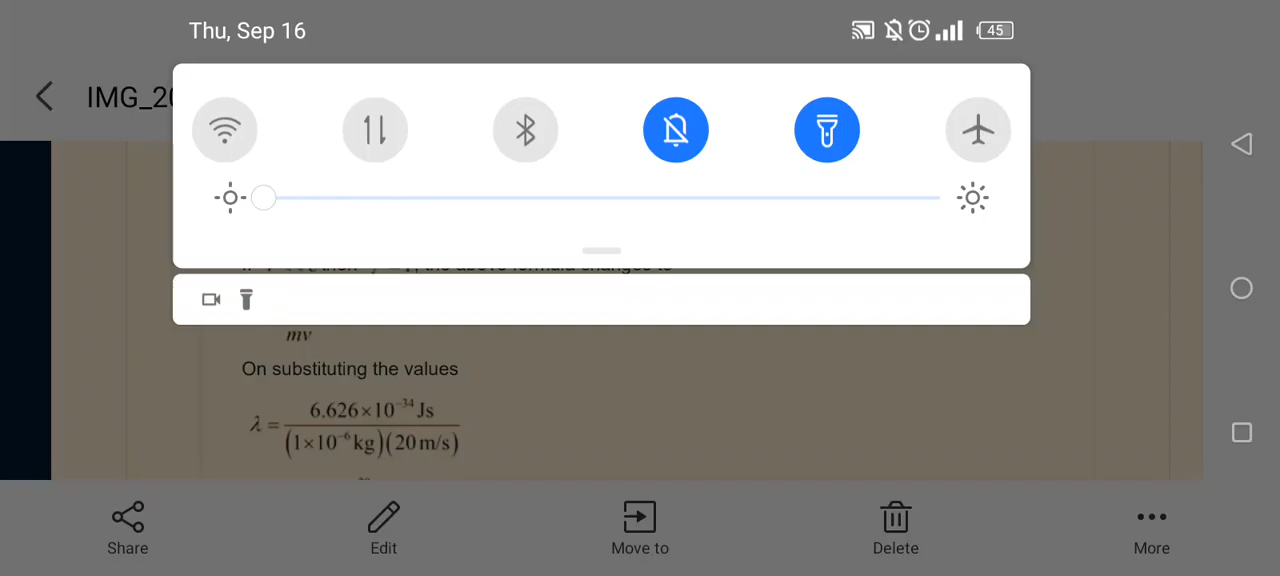 Thu, Sep 16
45
IMG_20
mv
On substituting the values
λ = 6.626×10⁻³⁴ Js / (1×10⁻⁶ kg)(20 m/s)
Share
Edit
Move to
Delete
More